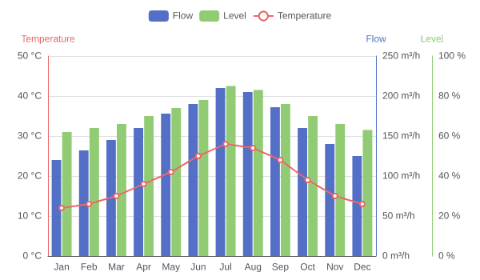 Flow Level Temperature
Temperature Flow Level
50 °C 250 m³/h 100 %
40 °C 200 m³/h 80 %
30 °C 150 m³/h 60 %
20 °C 100 m³/h 40 %
10 °C 50 m³/h 20 %
0 °C 0 m³/h 0 %
Jan Feb Mar Apr May Jun Jul Aug Sep Oct Nov Dec